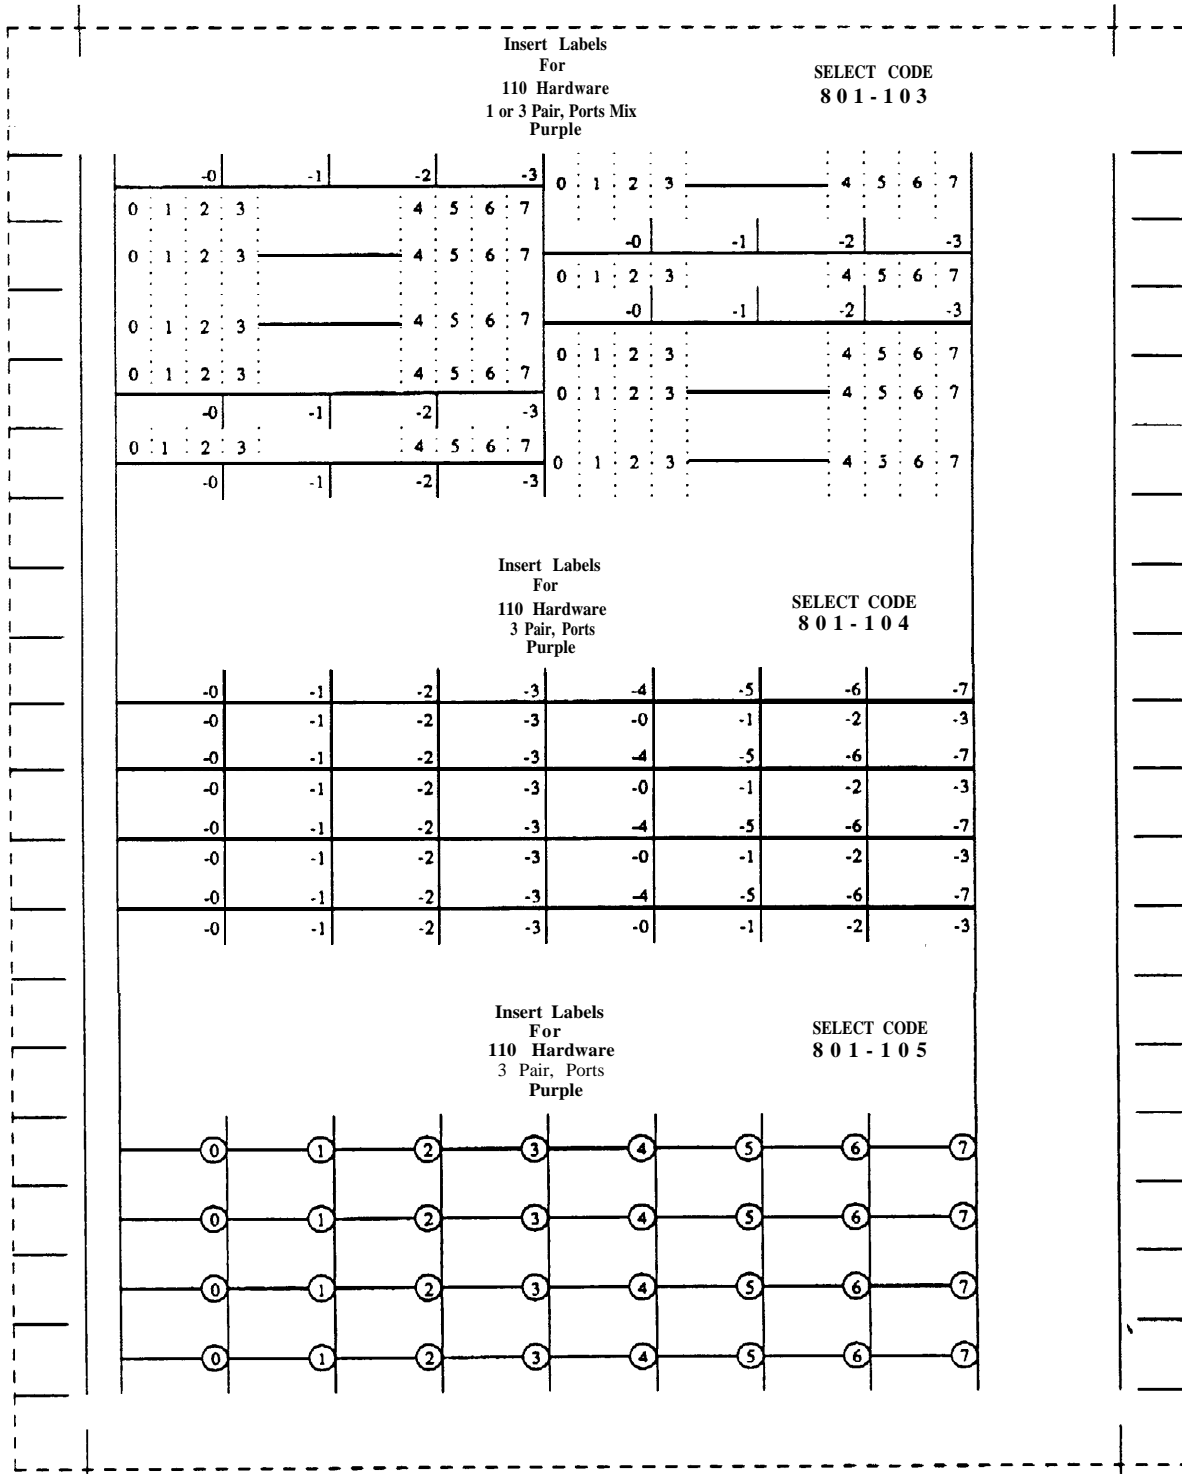 Insert Labels
For
110 Hardware
1 or 3 Pair, Ports Mix
Purple
SELECT CODE
801-103
-0 -1 -2 -3
0 1 2 3 4 5 6 7
0 1 2 3 4 5 6 7
0 1 2 3 4 5 6 7
0 1 2 3 4 5 6 7
-0 -1 -2 -3
0 1 2 3 4 5 6 7
-0 -1 -2 -3
0 1 2 3 4 5 6 7
-0 -1 -2 -3
0 1 2 3 4 5 6 7
-0 -1 -2 -3
0 1 2 3 4 5 6 7
0 1 2 3 4 5 6 7
0 1 2 3 4 5 6 7
Insert Labels
For
110 Hardware
3 Pair, Ports
Purple
SELECT CODE
801-104
-0 -1 -2 -3 -4 -5 -6 -7
-0 -1 -2 -3 -0 -1 -2 -3
-0 -1 -2 -3 -4 -5 -6 -7
-0 -1 -2 -3 -0 -1 -2 -3
-0 -1 -2 -3 -4 -5 -6 -7
-0 -1 -2 -3 -0 -1 -2 -3
-0 -1 -2 -3 -4 -5 -6 -7
-0 -1 -2 -3 -0 -1 -2 -3
Insert Labels
For
110 Hardware
3 Pair, Ports
Purple
SELECT CODE
801-105
0 1 2 3 4 5 6 7
0 1 2 3 4 5 6 7
0 1 2 3 4 5 6 7
0 1 2 3 4 5 6 7